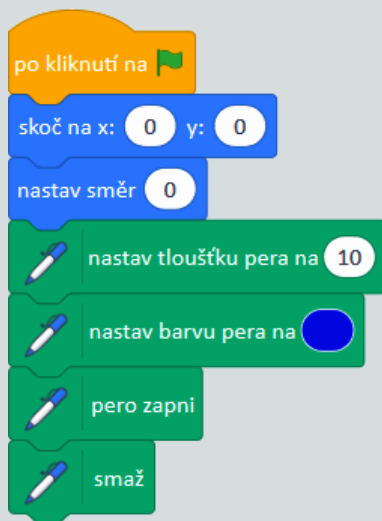 po kliknutí na
skoč na x: 0 y: 0
nastav směr 0
nastav tloušťku pera na 10
nastav barvu pera na
pero zapni
smaž